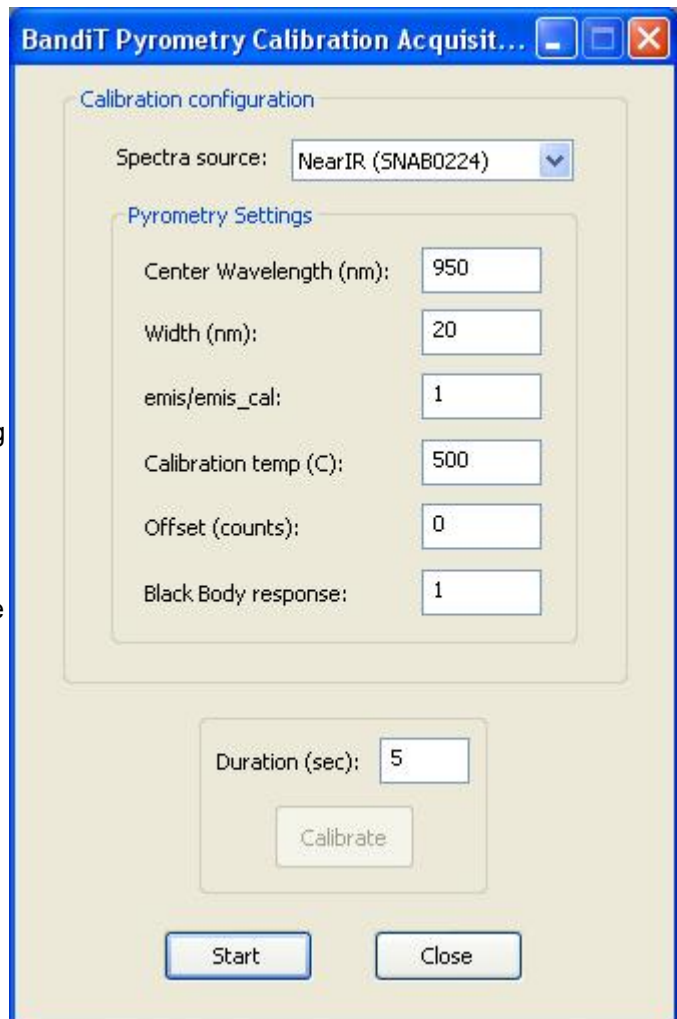 BandiT Pyrometry Calibration Acquisit...
Calibration configuration
Spectra source: NearIR (SNAB0224)
Pyrometry Settings
Center Wavelength (nm): 950
Width (nm): 20
emis/emis_cal: 1
g
Calibration temp (C): 500
Offset (counts): 0
Black Body response: 1
e
Duration (sec): 5
Calibrate
Start Close